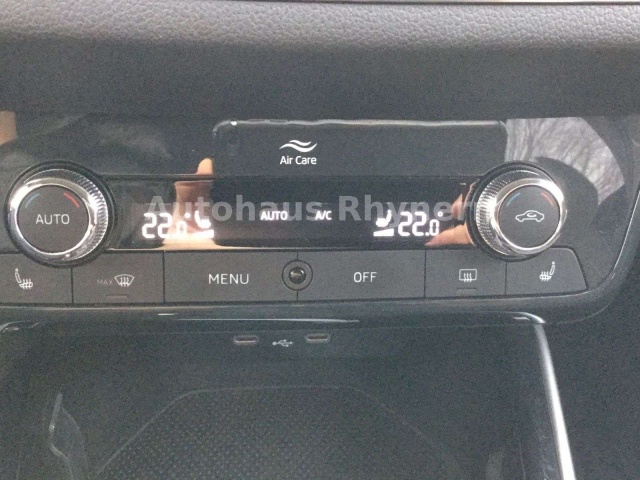 Air Care
AUTO
22.0 AUTO A/C 22.0°
Autohaus Rhyner
MAX MENU OFF